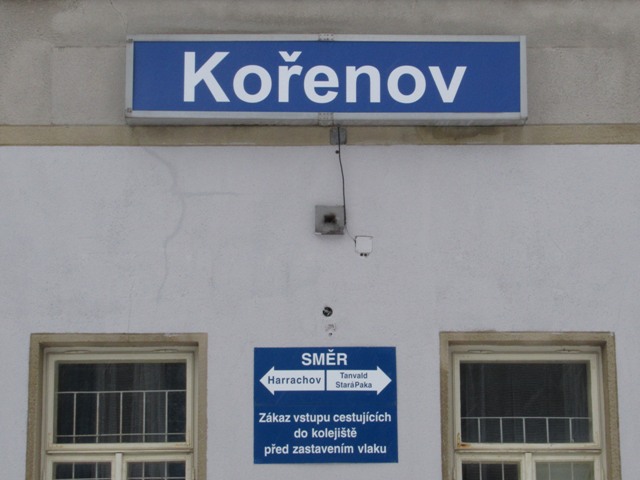 Kořenov
SMĚR
Harrachov
Tanvald
StaráPaka
Zákaz vstupu cestujících
do kolejiště
před zastavením vlaku